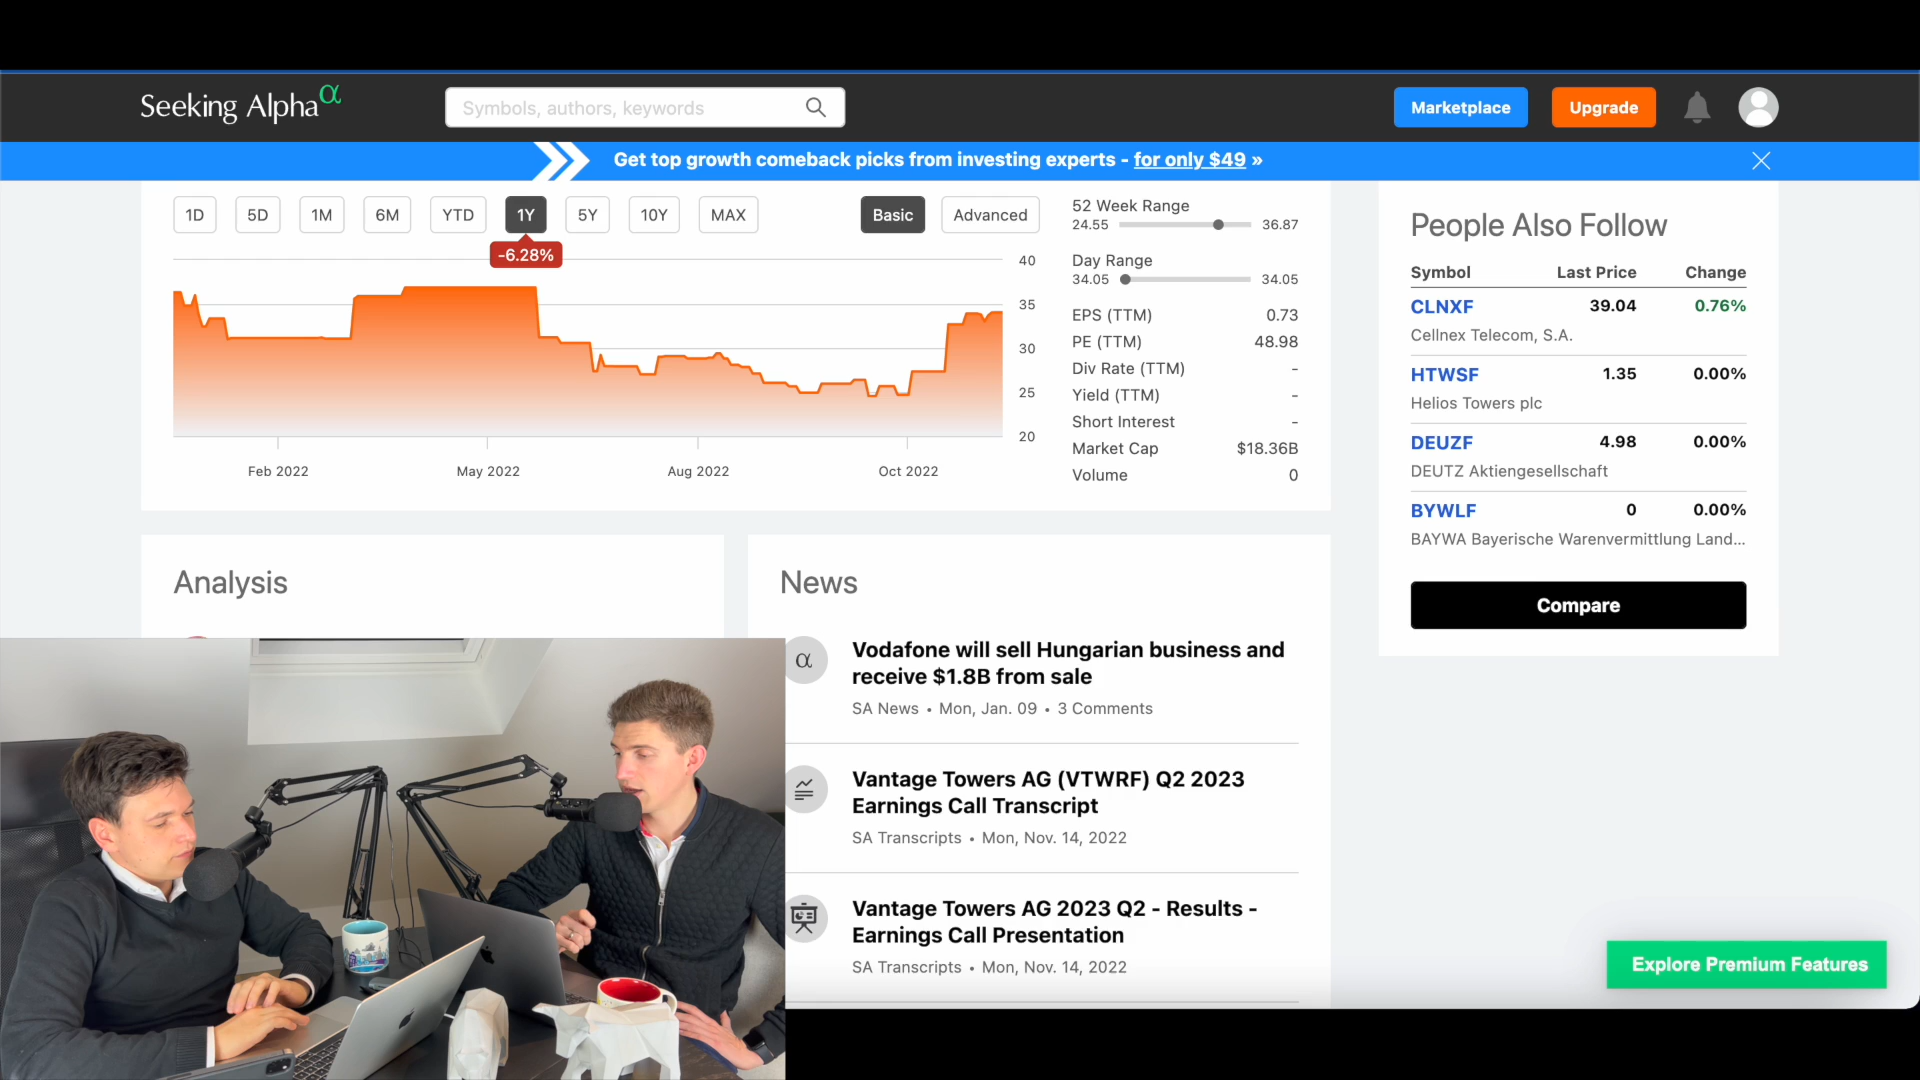 Seeking Alpha α
Symbols, authors, keywords
Marketplace
Upgrade
Get top growth comeback picks from investing experts - for only $49 »
1D 5D 1M 6M YTD 1Y 5Y 10Y MAX
Basic Advanced
-6.28%
40
35
30
25
20
Feb 2022 May 2022 Aug 2022 Oct 2022
52 Week Range
24.55 36.87
Day Range
34.05 34.05
EPS (TTM) 0.73
PE (TTM) 48.98
Div Rate (TTM) -
Yield (TTM) -
Short Interest -
Market Cap $18.36B
Volume 0
People Also Follow
Symbol Last Price Change
CLNXF 39.04 0.76%
Cellnex Telecom, S.A.
HTWSF 1.35 0.00%
Helios Towers plc
DEUZF 4.98 0.00%
DEUTZ Aktiengesellschaft
BYWLF 0 0.00%
BAYWA Bayerische Warenvermittlung Land...
Compare
Analysis
News
α
Vodafone will sell Hungarian business and
receive $1.8B from sale
SA News • Mon, Jan. 09 • 3 Comments
Vantage Towers AG (VTWRF) Q2 2023
Earnings Call Transcript
SA Transcripts • Mon, Nov. 14, 2022
Vantage Towers AG 2023 Q2 - Results -
Earnings Call Presentation
SA Transcripts • Mon, Nov. 14, 2022
Explore Premium Features